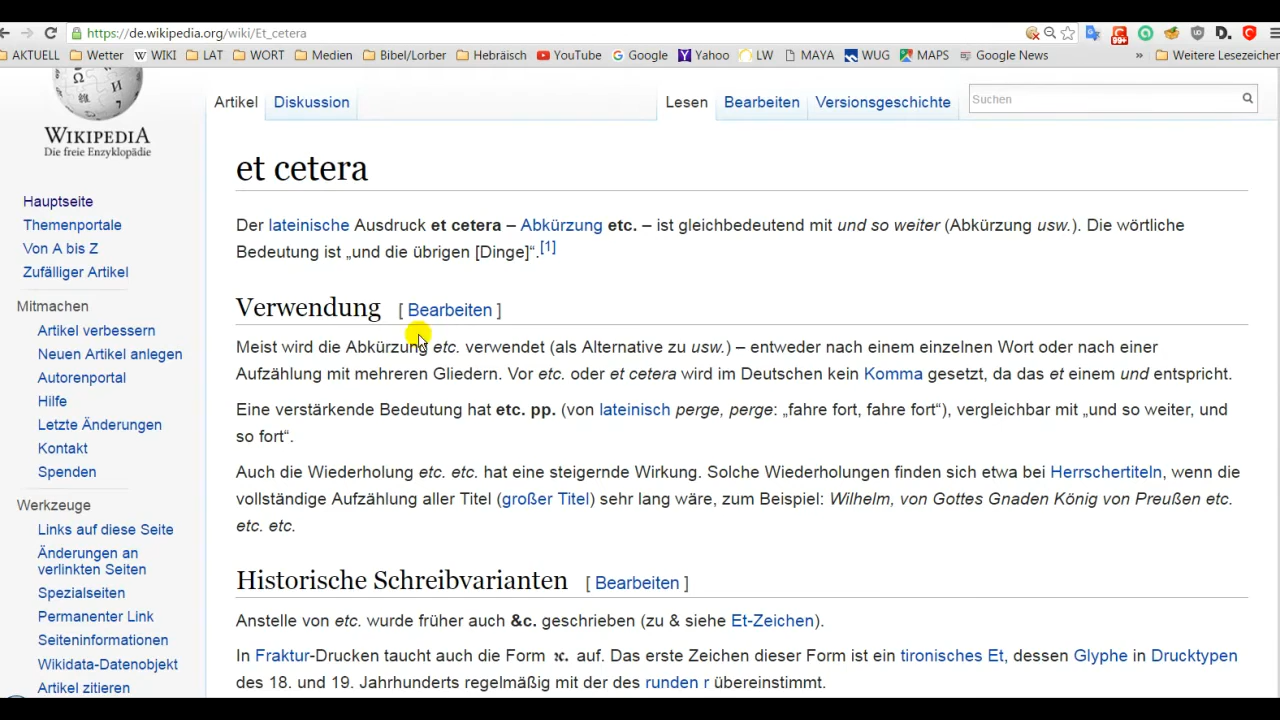 https://de.wikipedia.org/wiki/Et_cetera
99+
D.
AKTUELL Wetter WIKI LAT WORT Medien Bibel/Lorber Hebräisch YouTube Google Yahoo LW MAYA WUG MAPS Google News » Weitere Lesezeichen
WIKIPEDIA
Die freie Enzyklopädie
Artikel Diskussion Lesen Bearbeiten Versionsgeschichte Suchen
Hauptseite
Themenportale
Von A bis Z
Zufälliger Artikel
Mitmachen
Artikel verbessern
Neuen Artikel anlegen
Autorenportal
Hilfe
Letzte Änderungen
Kontakt
Spenden
Werkzeuge
Links auf diese Seite
Änderungen an
verlinkten Seiten
Spezialseiten
Permanenter Link
Seiteninformationen
Wikidata-Datenobjekt
Artikel zitieren
et cetera
Der lateinische Ausdruck et cetera – Abkürzung etc. – ist gleichbedeutend mit und so weiter (Abkürzung usw.). Die wörtliche
Bedeutung ist „und die übrigen [Dinge]“.[1]
Verwendung [ Bearbeiten ]
Meist wird die Abkürzung etc. verwendet (als Alternative zu usw.) – entweder nach einem einzelnen Wort oder nach einer
Aufzählung mit mehreren Gliedern. Vor etc. oder et cetera wird im Deutschen kein Komma gesetzt, da das et einem und entspricht.
Eine verstärkende Bedeutung hat etc. pp. (von lateinisch perge, perge: „fahre fort, fahre fort“), vergleichbar mit „und so weiter, und
so fort“.
Auch die Wiederholung etc. etc. hat eine steigernde Wirkung. Solche Wiederholungen finden sich etwa bei Herrschertiteln, wenn die
vollständige Aufzählung aller Titel (großer Titel) sehr lang wäre, zum Beispiel: Wilhelm, von Gottes Gnaden König von Preußen etc.
etc. etc.
Historische Schreibvarianten [ Bearbeiten ]
Anstelle von etc. wurde früher auch &c. geschrieben (zu & siehe Et-Zeichen).
In Fraktur-Drucken taucht auch die Form ꝛc. auf. Das erste Zeichen dieser Form ist ein tironisches Et, dessen Glyphe in Drucktypen
des 18. und 19. Jahrhunderts regelmäßig mit der des runden r übereinstimmt.